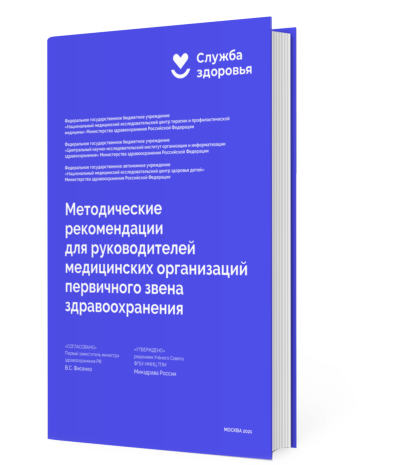 Служба
здоровья
Федеральное государственное бюджетное учреждение
«Национальный медицинский исследовательский центр терапии и профилактической
медицины» Министерства здравоохранения Российской Федерации
Федеральное государственное бюджетное учреждение
«Центральный научно-исследовательский институт организации и информатизации
здравоохранения» Министерства здравоохранения Российской Федерации
Федеральное государственное автономное учреждение
«Национальный медицинский исследовательский центр здоровья детей»
Министерства здравоохранения Российской Федерации
Методические
рекомендации
для руководителей
медицинских организаций
первичного звена
здравоохранения
«СОГЛАСОВАНО»
Первый заместитель министра
здравоохранения РФ
В.С. Фисенко
«УТВЕРЖДЕНО»
решением Ученого Совета
ФГБУ НМИЦ ТПМ
Минздрава России
МОСКВА 2025